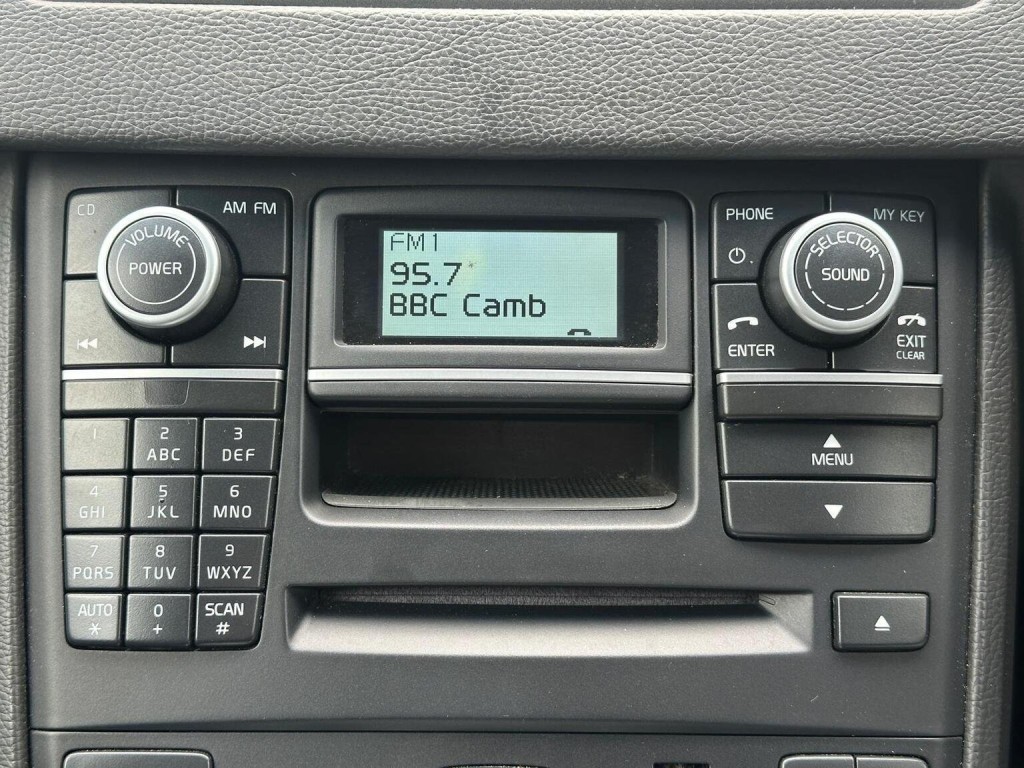 CD
AM FM
VOLUME
POWER
FM1
95.7
BBC Camb
PHONE
MY KEY
SELECTOR
SOUND
ENTER
EXIT
CLEAR
MENU
1
2
ABC
3
DEF
4
GHI
5
JKL
6
MNO
7
PQRS
8
TUV
9
WXYZ
AUTO
*
0
+
SCAN
#